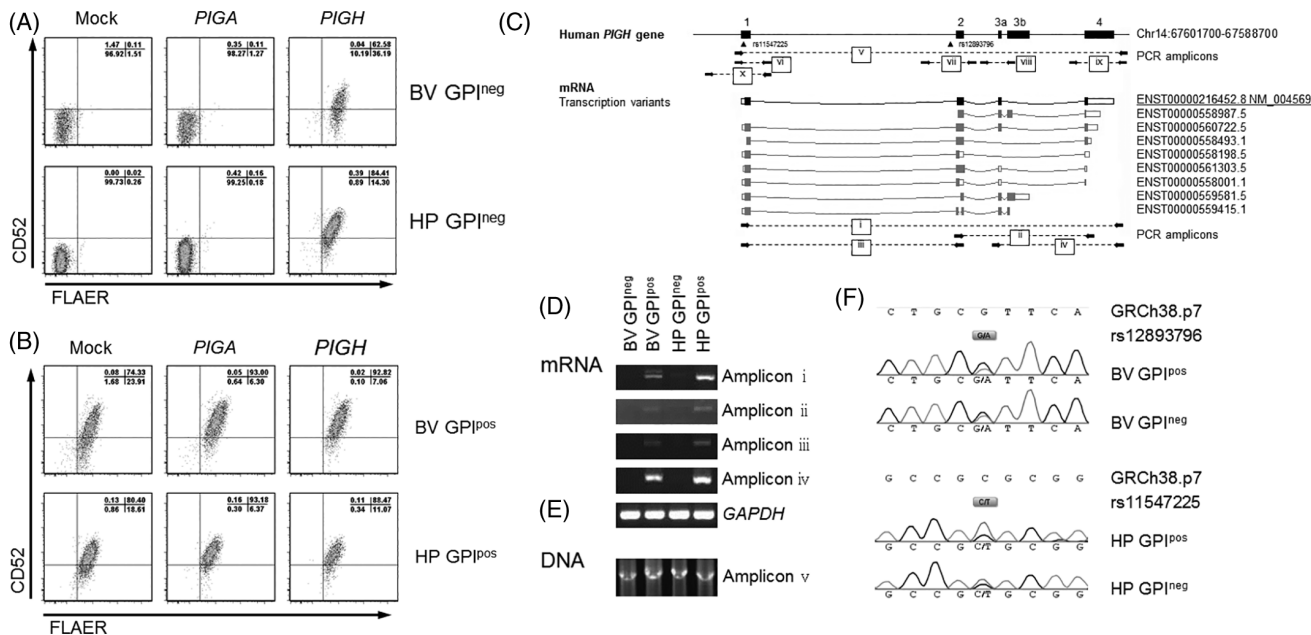 (A)
Mock
PIGA
PIGH
1.47 | 0.11
96.92 | 1.51
0.35 | 0.11
98.27 | 1.27
0.04 | 62.58
10.19 | 36.19
BV GPIneg
0.00 | 0.02
99.73 | 0.26
0.42 | 0.16
99.25 | 0.18
0.39 | 84.41
0.89 | 14.30
HP GPIneg
CD52
FLAER
(B)
Mock
PIGA
PIGH
0.08 | 74.33
1.68 | 23.91
0.05 | 93.00
0.64 | 6.30
0.02 | 92.82
0.10 | 7.06
BV GPIpos
0.13 | 80.40
0.86 | 18.61
0.16 | 93.18
0.30 | 6.37
0.11 | 88.47
0.34 | 11.07
HP GPIpos
CD52
FLAER
(C)
1 2 3a 3b 4
Human PIGH gene
Chr14:67601700-67588700
rs11547225
rs12893796
V
PCR amplicons
VI
VII
VIII
ix
X
mRNA
Transcription variants
ENST00000216452.8 NM_004569
ENST00000558987.5
ENST00000560722.5
ENST00000558493.1
ENST00000558198.5
ENST00000561303.5
ENST00000558001.1
ENST00000559581.5
ENST00000559415.1
i
PCR amplicons
ii
iii
iv
(D)
BV GPIneg
BV GPIpos
HP GPIneg
HP GPIpos
mRNA
Amplicon i
Amplicon ii
Amplicon iii
Amplicon iv
(E)
GAPDH
DNA
Amplicon v
(F)
C T G C G T T C A
GRCh38.p7
G/A
rs12893796
C T G C G/A T T C A
BV GPIpos
C T G C G/A T T C A
BV GPIneg
G C C G C G C G G
GRCh38.p7
C/T
rs11547225
G C C G C/T G C G G
HP GPIpos
G C C G C/T G C G G
HP GPIneg